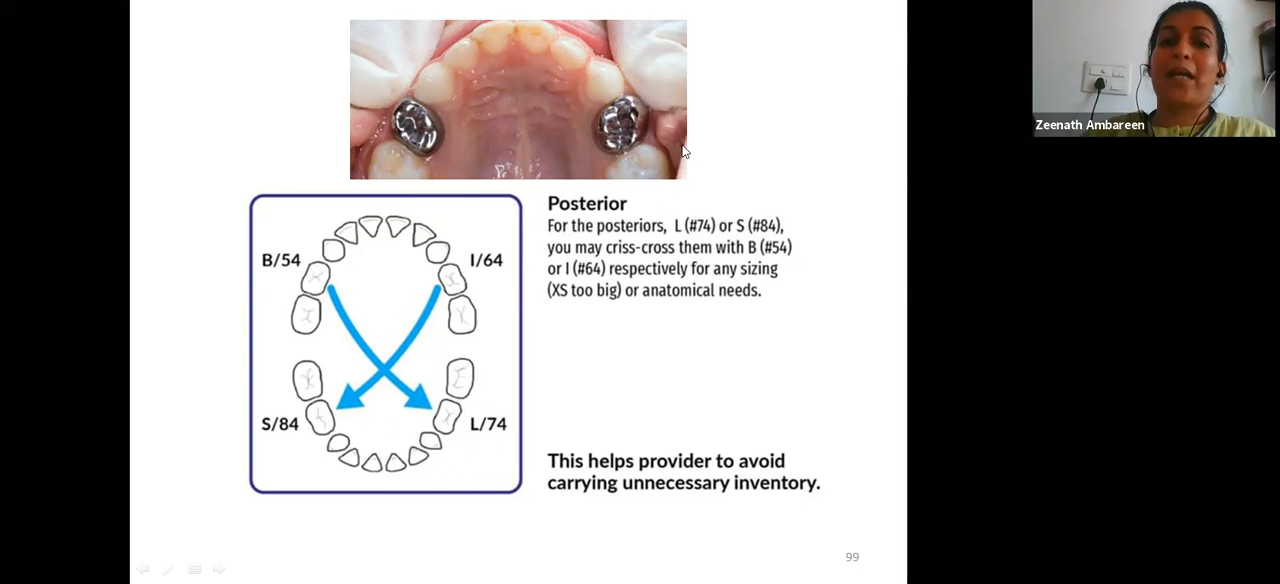 Zeenath Ambareen
Posterior
For the posteriors, L (#74) or S (#84),
you may criss-cross them with B (#54)
or I (#64) respectively for any sizing
(XS too big) or anatomical needs.
B/54
I/64
S/84
L/74
This helps provider to avoid
carrying unnecessary inventory.
99